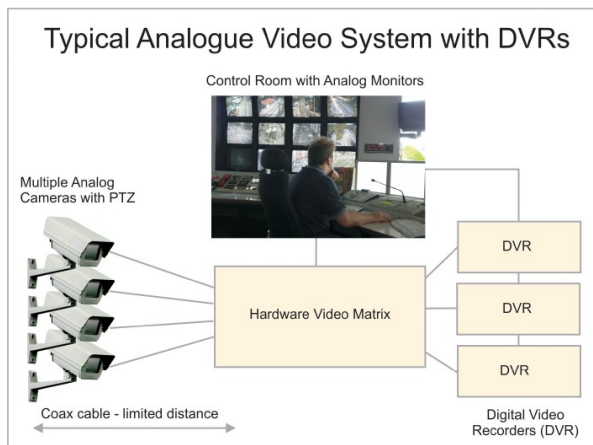 Typical Analogue Video System with DVRs
Control Room with Analog Monitors
Multiple Analog
Cameras with PTZ
Hardware Video Matrix
DVR
DVR
DVR
Coax cable - limited distance
Digital Video
Recorders (DVR)